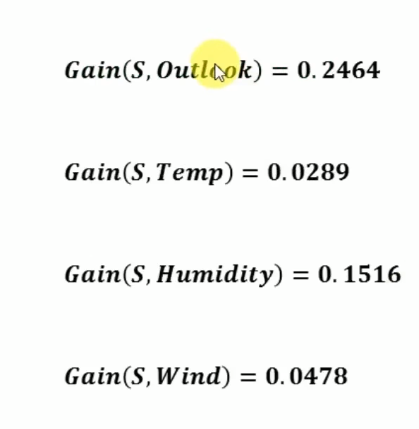 Gain(S, Outlook) = 0.2464
Gain(S, Temp) = 0.0289
Gain(S, Humidity) = 0.1516
Gain(S, Wind) = 0.0478